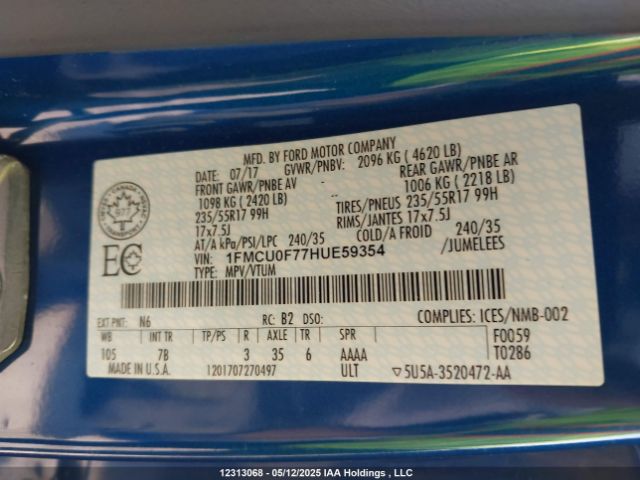 MFD. BY FORD MOTOR COMPANY
DATE: 07/17 GVWR/PNBV: 2096 KG ( 4620 LB)
FRONT GAWR/PNBE AV - REAR GAWR/PNBE AR
1098 KG ( 2420 LB) - 1006 KG ( 2218 LB)
235/55R17 99H TIRES/PNEUS 235/55R17 99H
17x7.5J RIMS/JANTES 17x7.5J
AT/A kPa/PSI/LPC 240/35 COLD/A FROID 240/35
VIN: 1FMCU0F77HUE59354 /JUMELEES
TYPE: MPV/VTUM
EC
EXT PNT: N6 RC: B2 DSO: COMPLIES: ICES/NMB-002
WB INT TR TP/PS R AXLE TR SPR F0059
105 7B 3 35 6 AAAA T0286
MADE IN U.S.A. 1201707270497 ULT ▽5U5A-3520472-AA
12313068 - 05/12/2025 IAA Holdings , LLC